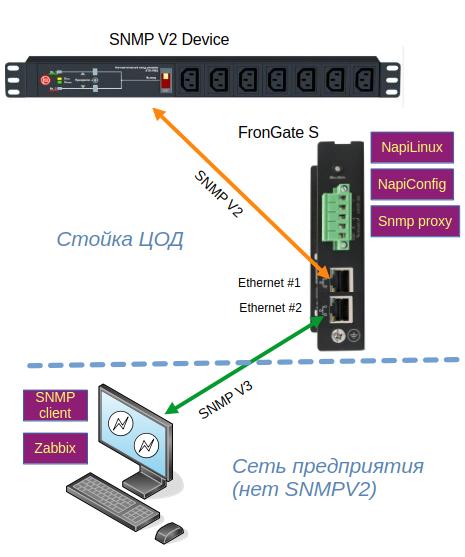 SNMP V2 Device
FronGate S
NapiLinux
NapiConfig
Snmp proxy
SNMP V2
Стойка ЦОД
Ethernet #1
Ethernet #2
SNMP V3
SNMP
client
Zabbix
Сеть предприятия
(нет SNMPV2)